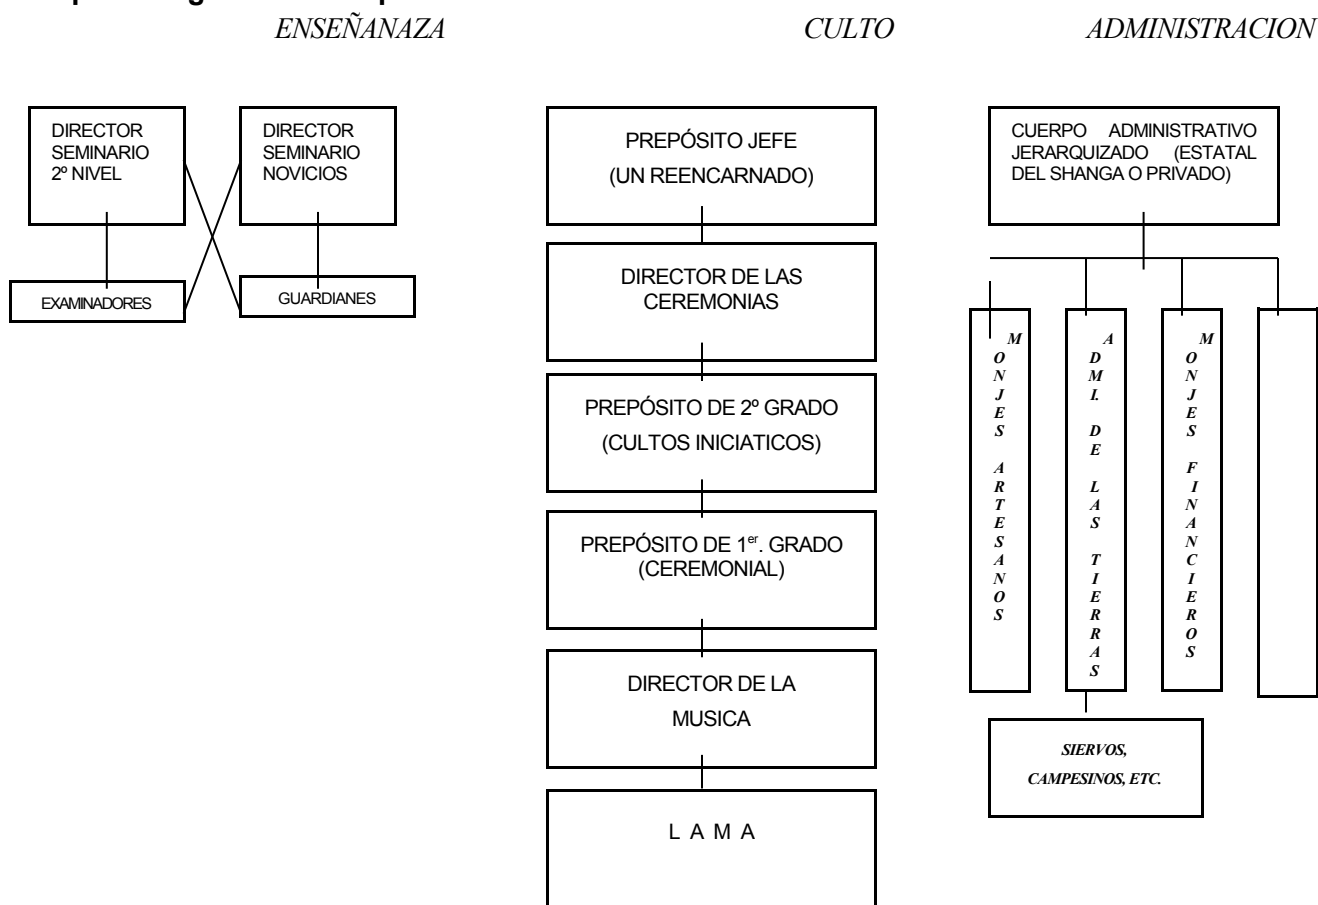 ENSEÑANAZA
CULTO
ADMINISTRACION
DIRECTOR
SEMINARIO
2º NIVEL
DIRECTOR
SEMINARIO
NOVICIOS
EXAMINADORES
GUARDIANES
PREPÓSITO JEFE
(UN REENCARNADO)
DIRECTOR DE LAS
CEREMONIAS
PREPÓSITO DE 2º GRADO
(CULTOS INICIATICOS)
PREPÓSITO DE 1er. GRADO
(CEREMONIAL)
DIRECTOR DE LA
MUSICA
L A M A
CUERPO ADMINISTRATIVO
JERARQUIZADO (ESTATAL
DEL SHANGA O PRIVADO)
MONJES ARTESANOS
ADMI. DE LAS TIERRAS
MONJES FINANCIEROS
SIERVOS,
CAMPESINOS, ETC.